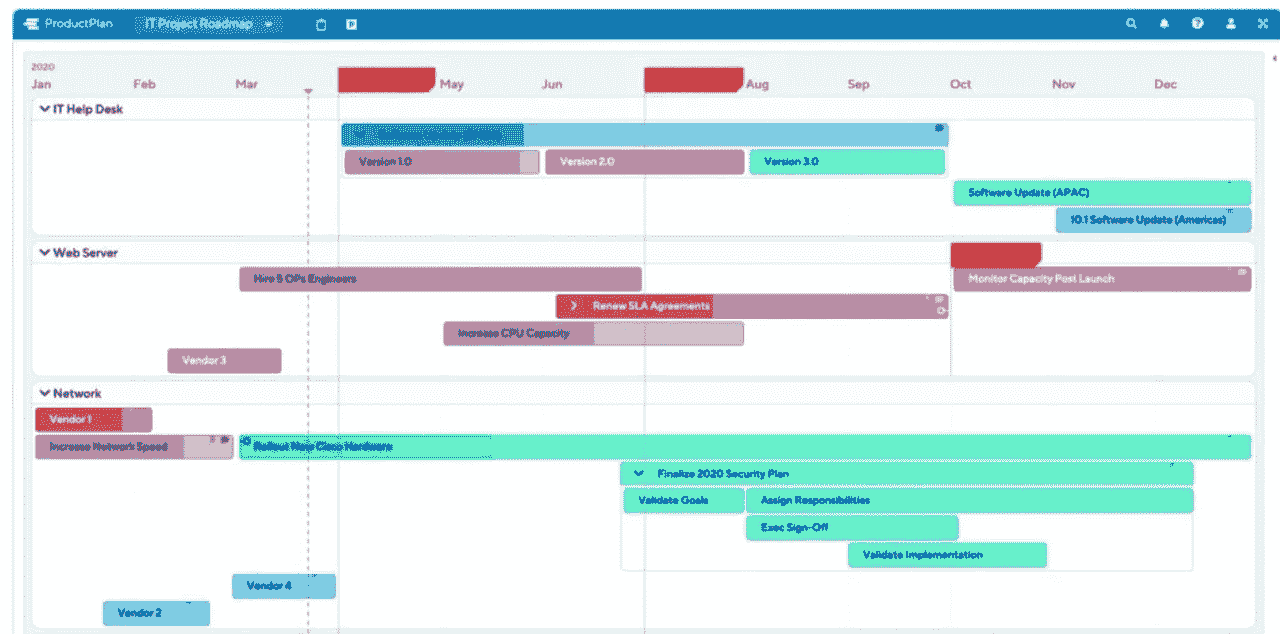 ProductPlan IT Project Roadmap
2020
Jan Feb Mar May Jun Aug Sep Oct Nov Dec
IT Help Desk
Version 1.0 Version 2.0 Version 3.0
Software Update (APAC)
10.1 Software Update (Americas)
Web Server
Hire 5 OPs Engineers Monitor Capacity Post Launch
Renew SLA Agreements
Increase CPU Capacity
Vendor 3
Network
Vendor 1
Increase Network Speed Rollout New Cisco Hardware
Finalize 2020 Security Plan
Validate Goals Assign Responsibilities
Exec Sign-Off
Validate Implementation
Vendor 4
Vendor 2